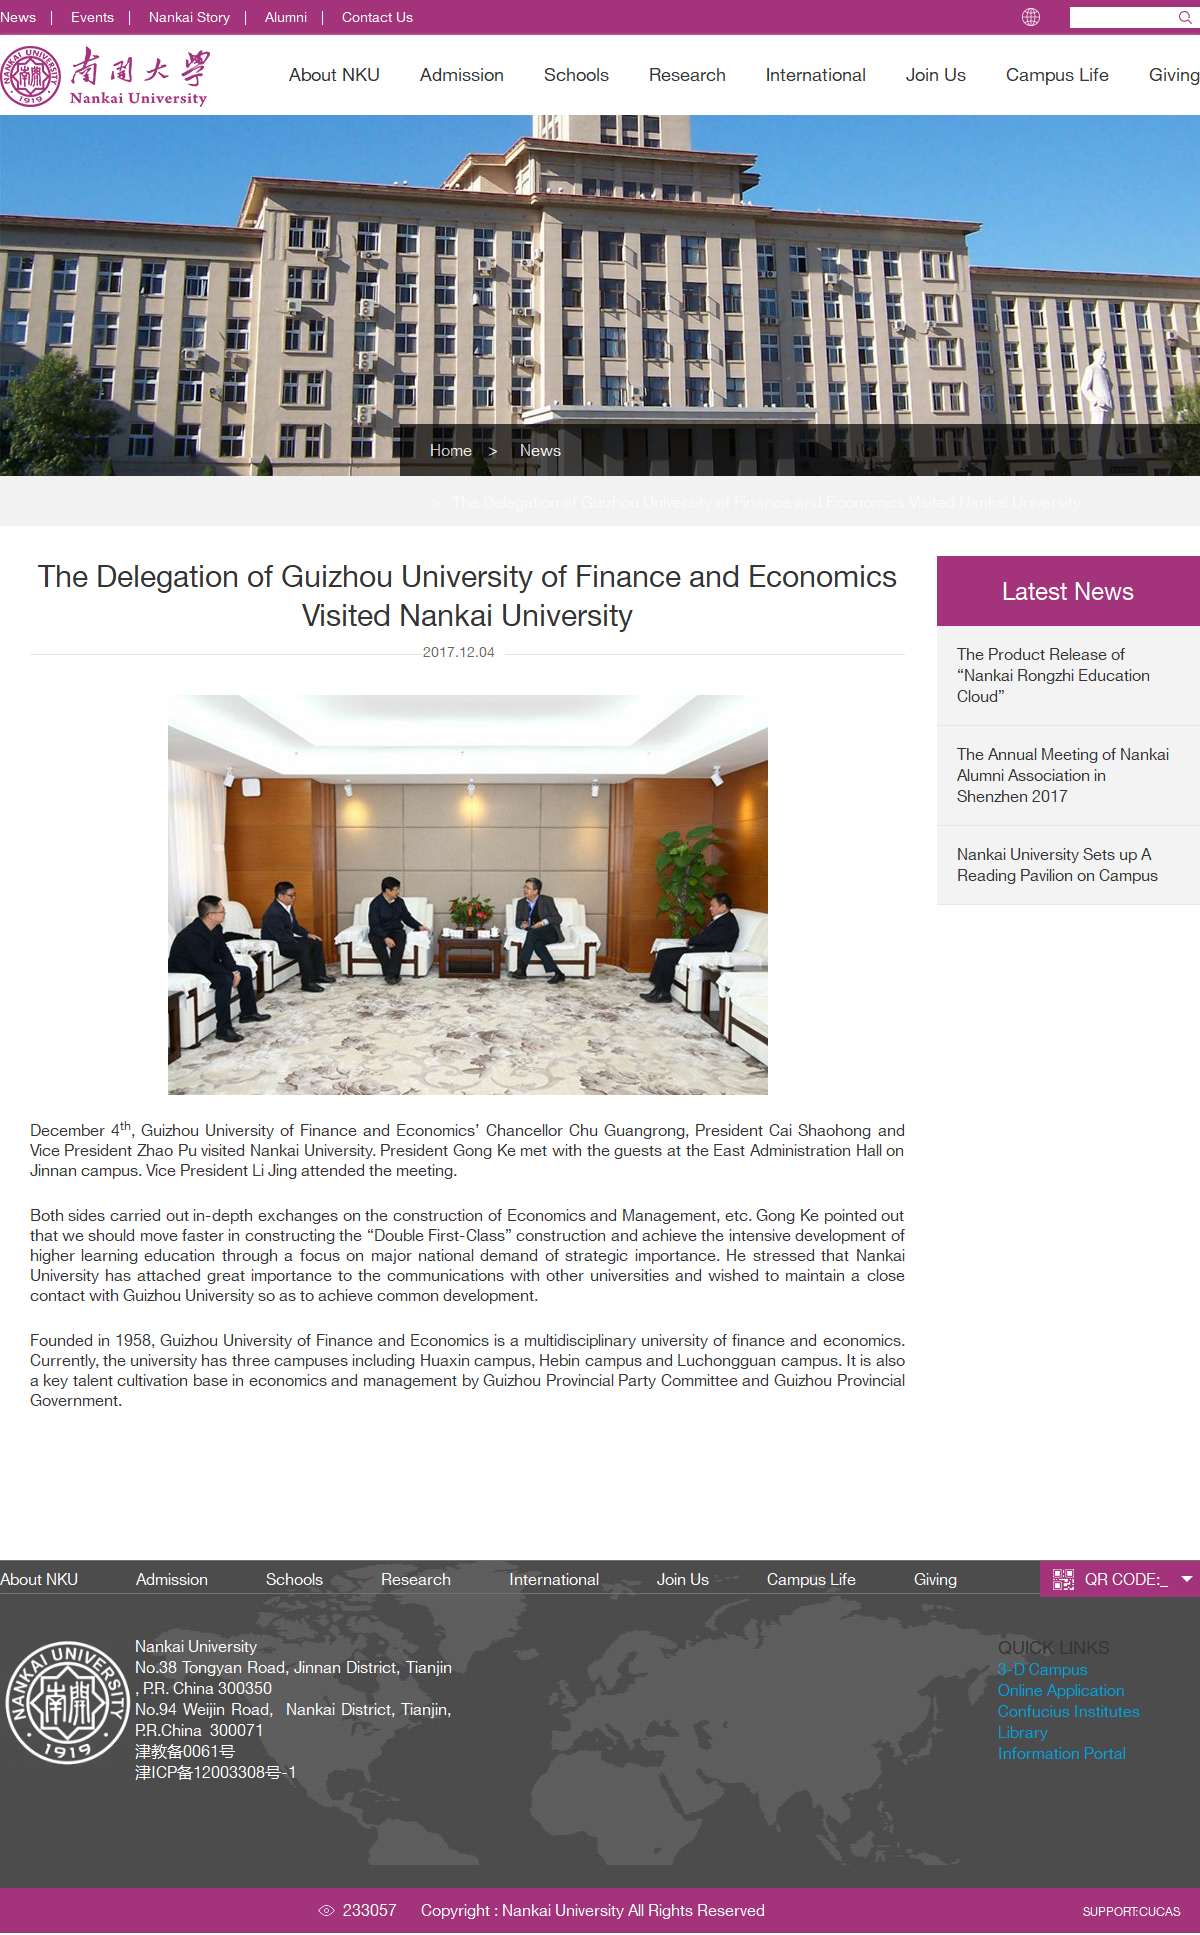 News | Events | Nankai Story | Alumni | Contact Us
NANKAI UNIVERSITY
1919
南開大學
Nankai University
About NKU Admission Schools Research International Join Us Campus Life Giving
Home > News
> The Delegation of Guizhou University of Finance and Economics Visited Nankai University
The Delegation of Guizhou University of Finance and Economics
Visited Nankai University
2017.12.04
Latest News
The Product Release of
“Nankai Rongzhi Education
Cloud”
The Annual Meeting of Nankai
Alumni Association in
Shenzhen 2017
Nankai University Sets up A
Reading Pavilion on Campus
December 4th, Guizhou University of Finance and Economics’ Chancellor Chu Guangrong, President Cai Shaohong and
Vice President Zhao Pu visited Nankai University. President Gong Ke met with the guests at the East Administration Hall on
Jinnan campus. Vice President Li Jing attended the meeting.
Both sides carried out in-depth exchanges on the construction of Economics and Management, etc. Gong Ke pointed out
that we should move faster in constructing the “Double First-Class” construction and achieve the intensive development of
higher learning education through a focus on major national demand of strategic importance. He stressed that Nankai
University has attached great importance to the communications with other universities and wished to maintain a close
contact with Guizhou University so as to achieve common development.
Founded in 1958, Guizhou University of Finance and Economics is a multidisciplinary university of finance and economics.
Currently, the university has three campuses including Huaxin campus, Hebin campus and Luchongguan campus. It is also
a key talent cultivation base in economics and management by Guizhou Provincial Party Committee and Guizhou Provincial
Government.
About NKU Admission Schools Research International Join Us Campus Life Giving
QR CODE:_
NANKAI UNIVERSITY
南開
1919
Nankai University
No.38 Tongyan Road, Jinnan District, Tianjin
, P.R. China 300350
No.94 Weijin Road, Nankai District, Tianjin,
P.R.China 300071
津教备0061号
津ICP备12003308号-1
QUICK LINKS
3-D Campus
Online Application
Confucius Institutes
Library
Information Portal
233057 Copyright : Nankai University All Rights Reserved
SUPPORT:CUCAS